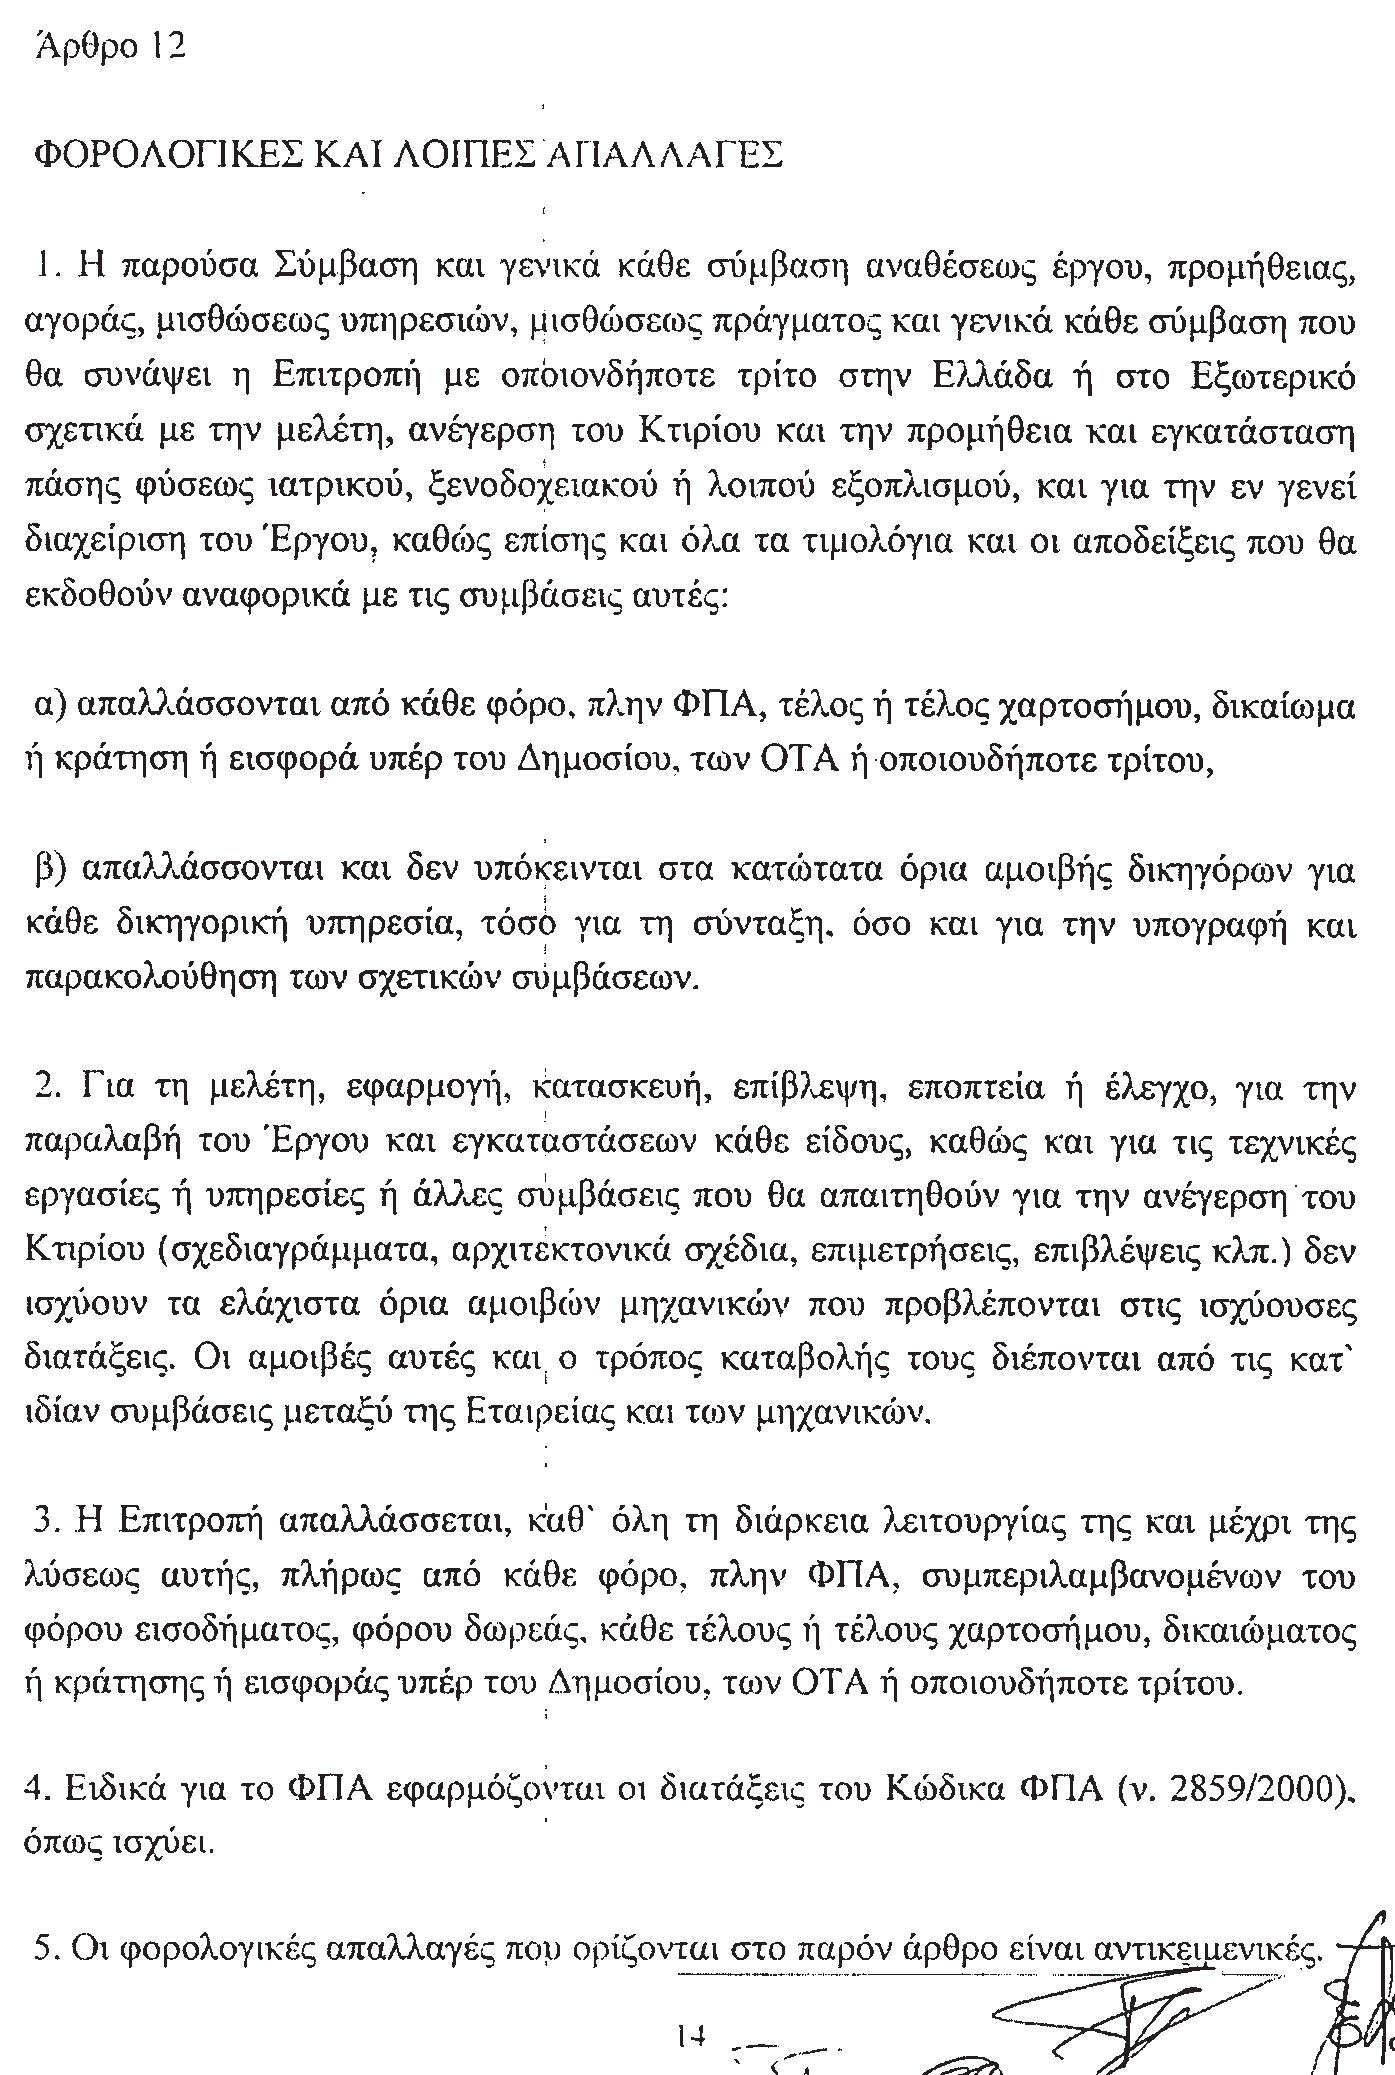 Άρθρο 12
ΦΟΡΟΛΟΓΙΚΕΣ ΚΑΙ ΛΟΙΠΕΣ ΑΠΑΛΛΑΓΕΣ
1. Η παρούσα Σύμβαση και γενικά κάθε σύμβαση αναθέσεως έργου, προμήθειας,
αγοράς, μισθώσεως υπηρεσιών, μισθώσεως πράγματος και γενικά κάθε σύμβαση που
θα συνάψει η Επιτροπή με οποιονδήποτε τρίτο στην Ελλάδα ή στο Εξωτερικό
σχετικά με την μελέτη, ανέγερση του Κτιρίου και την προμήθεια και εγκατάσταση
πάσης φύσεως ιατρικού, ξενοδοχειακού ή λοιπού εξοπλισμού, και για την εν γενεί
διαχείριση του Έργου, καθώς επίσης και όλα τα τιμολόγια και οι αποδείξεις που θα
εκδοθούν αναφορικά με τις συμβάσεις αυτές:
α) απαλλάσσονται από κάθε φόρο, πλην ΦΠΑ, τέλος ή τέλος χαρτοσήμου, δικαίωμα
ή κράτηση ή εισφορά υπέρ του Δημοσίου, των ΟΤΑ ή οποιουδήποτε τρίτου,
β) απαλλάσσονται και δεν υπόκεινται στα κατώτατα όρια αμοιβής δικηγόρων για
κάθε δικηγορική υπηρεσία, τόσο για τη σύνταξη, όσο και για την υπογραφή και
παρακολούθηση των σχετικών συμβάσεων.
2. Για τη μελέτη, εφαρμογή, κατασκευή, επίβλεψη, εποπτεία ή έλεγχο, για την
παραλαβή του Έργου και εγκαταστάσεων κάθε είδους, καθώς και για τις τεχνικές
εργασίες ή υπηρεσίες ή άλλες συμβάσεις που θα απαιτηθούν για την ανέγερση του
Κτιρίου (σχεδιαγράμματα, αρχιτεκτονικά σχέδια, επιμετρήσεις, επιβλέψεις κλπ.) δεν
ισχύουν τα ελάχιστα όρια αμοιβών μηχανικών που προβλέπονται στις ισχύουσες
διατάξεις. Οι αμοιβές αυτές και ο τρόπος καταβολής τους διέπονται από τις κατ`
ιδίαν συμβάσεις μεταξύ της Εταιρείας και των μηχανικών.
3. Η Επιτροπή απαλλάσσεται, καθ` όλη τη διάρκεια λειτουργίας της και μέχρι της
λύσεως αυτής, πλήρως από κάθε φόρο, πλην ΦΠΑ, συμπεριλαμβανομένων του
φόρου εισοδήματος, φόρου δωρεάς, κάθε τέλους ή τέλους χαρτοσήμου, δικαιώματος
ή κράτησης ή εισφοράς υπέρ του Δημοσίου, των ΟΤΑ ή οποιουδήποτε τρίτου.
4. Ειδικά για το ΦΠΑ εφαρμόζονται οι διατάξεις του Κώδικα ΦΠΑ (ν. 2859/2000),
όπως ισχύει.
5. Οι φορολογικές απαλλαγές που ορίζονται στο παρόν άρθρο είναι αντικειμενικές.
14